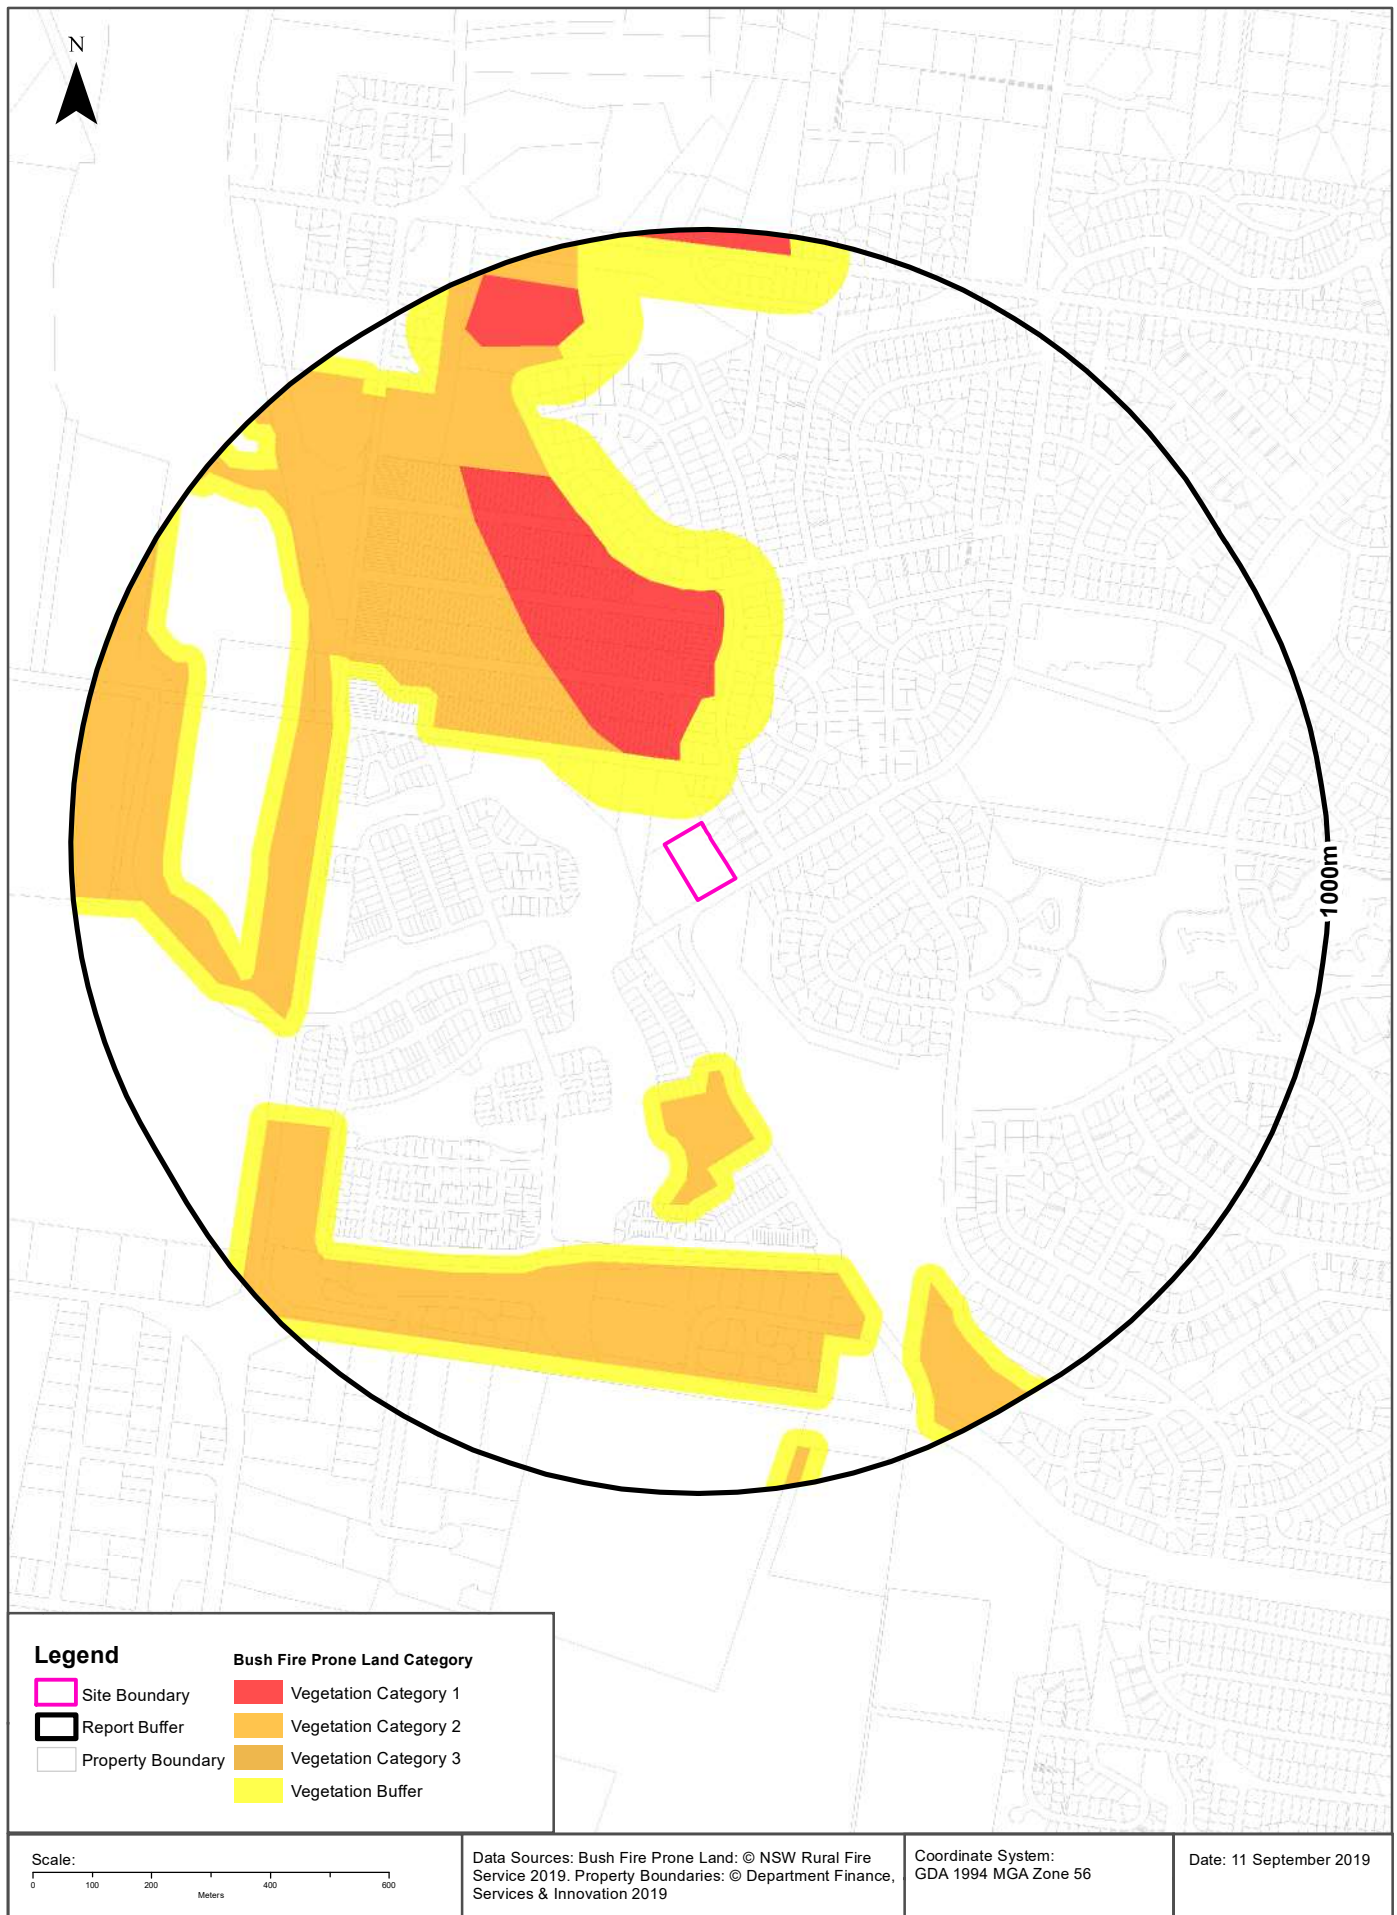 N
1000m
Legend
Site Boundary
Report Buffer
Property Boundary
Bush Fire Prone Land Category
Vegetation Category 1
Vegetation Category 2
Vegetation Category 3
Vegetation Buffer
Scale:
0 100 200 400 600
Meters
Data Sources: Bush Fire Prone Land: © NSW Rural Fire
Service 2019. Property Boundaries: © Department Finance,
Services & Innovation 2019
Coordinate System:
GDA 1994 MGA Zone 56
Date: 11 September 2019